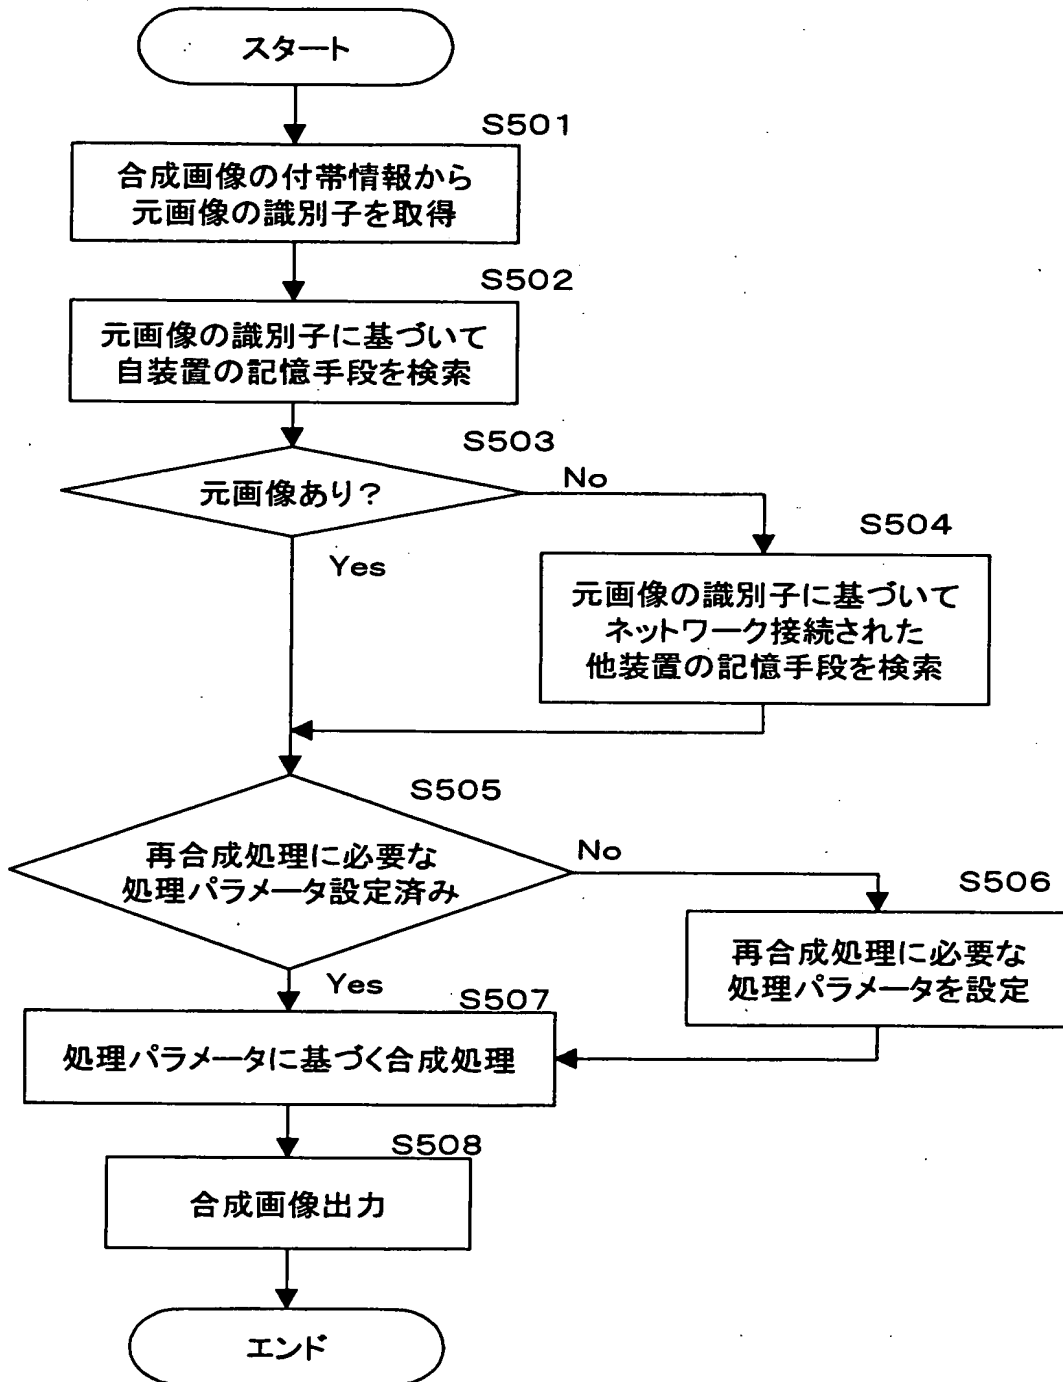 スタート
S501
合成画像の付帯情報から
元画像の識別子を取得
S502
元画像の識別子に基づいて
自装置の記憶手段を検索
S503
元画像あり?
No
Yes
S504
元画像の識別子に基づいて
ネットワーク接続された
他装置の記憶手段を検索
S505
再合成処理に必要な
処理パラメータ設定済み
No
Yes
S506
再合成処理に必要な
処理パラメータを設定
S507
処理パラメータに基づく合成処理
S508
合成画像出力
エンド